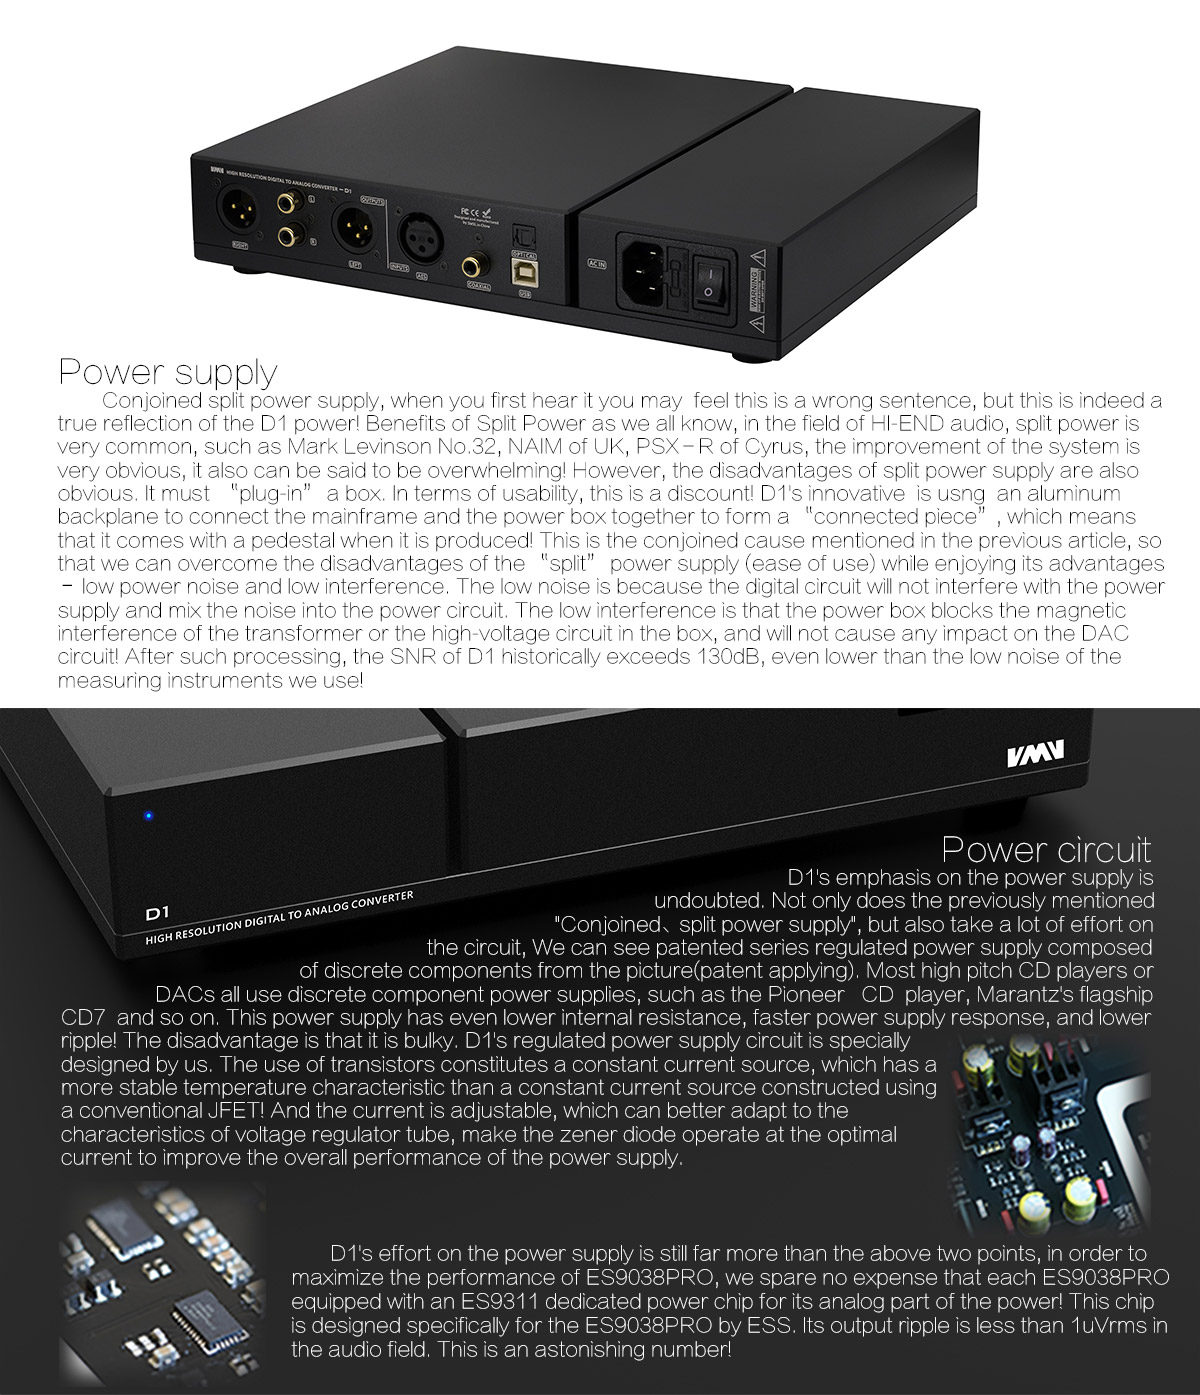 VMV HIGH RESOLUTION DIGITAL TO ANALOG CONVERTER - D1
OUTPUTS
L
R
RIGHT
LEFT
INPUTS
AES
FC CE
Designed and manufactured
by SMSL in China
COAXIAL
OPTICAL
USB
AC IN
WARNING
Power supply
Conjoined split power supply, when you first hear it you may feel this is a wrong sentence, but this is indeed a
true reflection of the D1 power! Benefits of Split Power as we all know, in the field of HI-END audio, split power is
very common, such as Mark Levinson No.32, NAIM of UK, PSX-R of Cyrus, the improvement of the system is
very obvious, it also can be said to be overwhelming! However, the disadvantages of split power supply are also
obvious. It must “plug-in” a box. In terms of usability, this is a discount! D1's innovative is usng an aluminum
backplane to connect the mainframe and the power box together to form a “connected piece”, which means
that it comes with a pedestal when it is produced! This is the conjoined cause mentioned in the previous article, so
that we can overcome the disadvantages of the “split” power supply (ease of use) while enjoying its advantages
- low power noise and low interference. The low noise is because the digital circuit will not interfere with the power
supply and mix the noise into the power circuit. The low interference is that the power box blocks the magnetic
interference of the transformer or the high-voltage circuit in the box, and will not cause any impact on the DAC
circuit! After such processing, the SNR of D1 historically exceeds 130dB, even lower than the low noise of the
measuring instruments we use!
VMV
D1
HIGH RESOLUTION DIGITAL TO ANALOG CONVERTER
Power circuit
D1's emphasis on the power supply is
undoubted. Not only does the previously mentioned
"Conjoined、split power supply", but also take a lot of effort on
the circuit, We can see patented series regulated power supply composed
of discrete components from the picture(patent applying). Most high pitch CD players or
DACs all use discrete component power supplies, such as the Pioneer CD player, Marantz's flagship
CD7 and so on. This power supply has even lower internal resistance, faster power supply response, and lower
ripple! The disadvantage is that it is bulky. D1's regulated power supply circuit is specially
designed by us. The use of transistors constitutes a constant current source, which has a
more stable temperature characteristic than a constant current source constructed using
a conventional JFET! And the current is adjustable, which can better adapt to the
characteristics of voltage regulator tube, make the zener diode operate at the optimal
current to improve the overall performance of the power supply.
D1's effort on the power supply is still far more than the above two points, in order to
maximize the performance of ES9038PRO, we spare no expense that each ES9038PRO
equipped with an ES9311 dedicated power chip for its analog part of the power! This chip
is designed specifically for the ES9038PRO by ESS. Its output ripple is less than 1uVrms in
the audio field. This is an astonishing number!